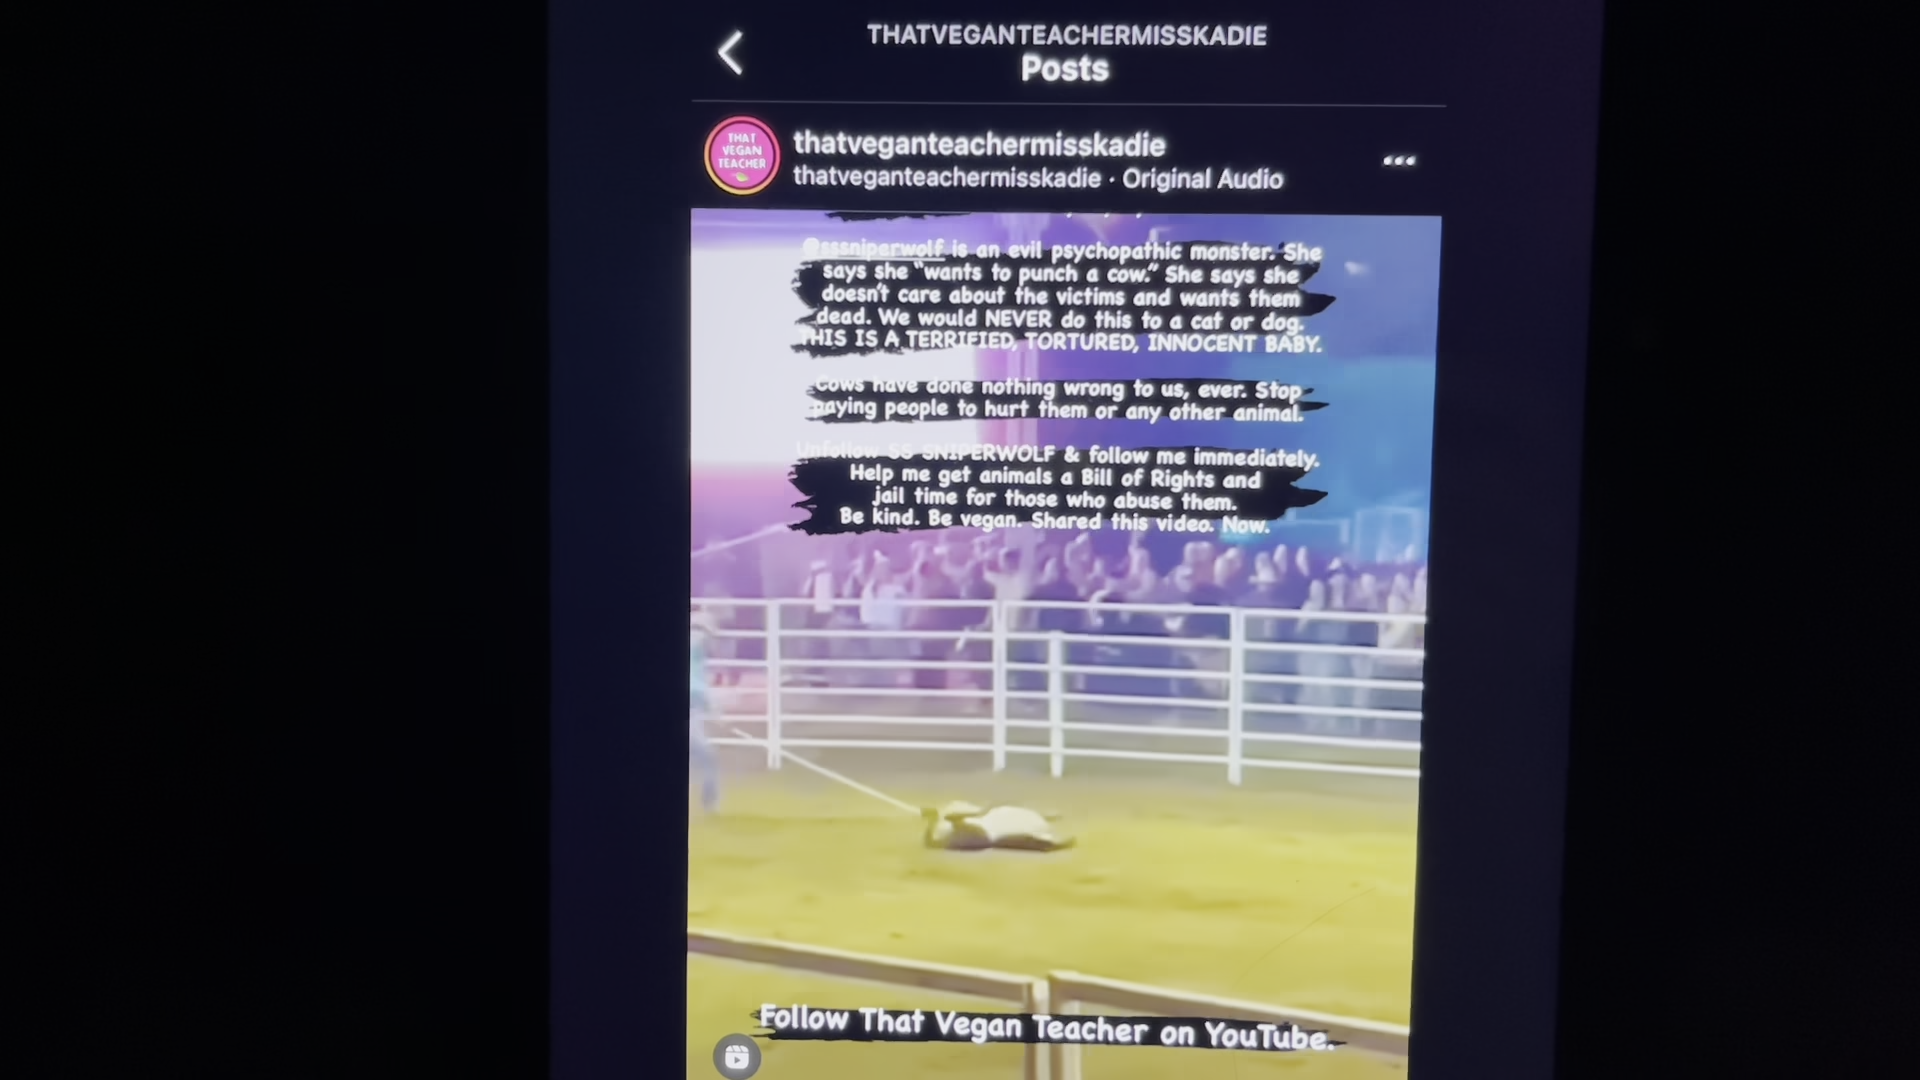 THATVEGANTEACHERMISSKADIE
Posts
THAT
VEGAN
TEACHER
thatveganteachermisskadie
thatveganteachermisskadie · Original Audio
@sssniperwolf is an evil psychopathic monster. She
says she "wants to punch a cow." She says she
doesn't care about the victims and wants them
dead. We would NEVER do this to a cat or dog.
THIS IS A TERRIFIED, TORTURED, INNOCENT BABY.
Cows have done nothing wrong to us, ever. Stop
paying people to hurt them or any other animal.
Unfollow SS SNIPERWOLF & follow me immediately.
Help me get animals a Bill of Rights and
jail time for those who abuse them.
Be kind. Be vegan. Shared this video. Now.
Follow That Vegan Teacher on YouTube.